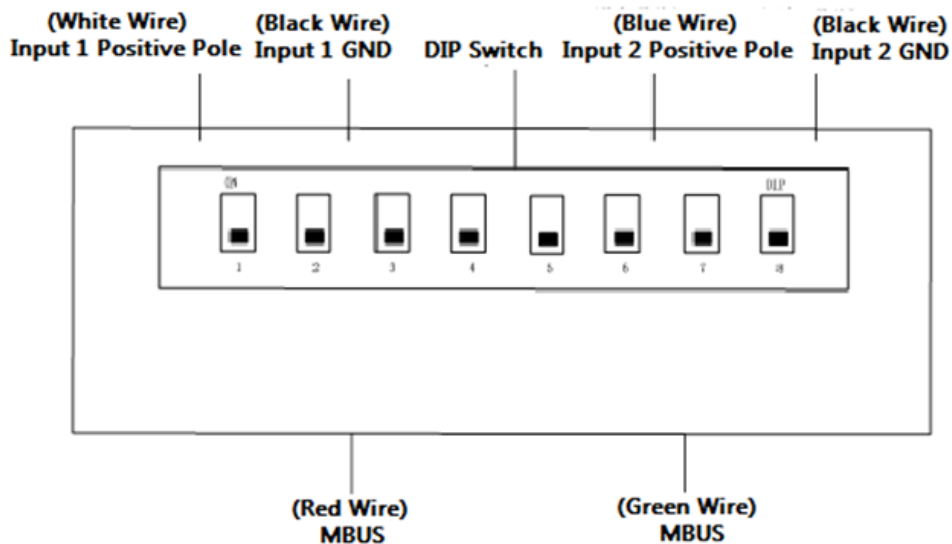 (White Wire)
Input 1 Positive Pole
(Black Wire)
Input 1 GND
DIP Switch
(Blue Wire)
Input 2 Positive Pole
(Black Wire)
Input 2 GND
ON
DIP
1 2 3 4 5 6 7 8
(Red Wire)
MBUS
(Green Wire)
MBUS